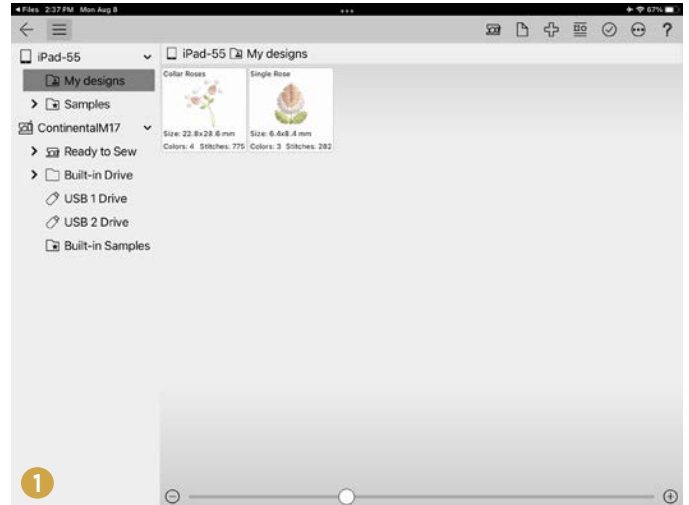 ◀Files 2:37 PM Mon Aug 8
67%
?
iPad-55
iPad-55 My designs
My designs
Samples
ContinentalM17
Ready to Sew
Built-in Drive
USB 1 Drive
USB 2 Drive
Built-in Samples
Collar Roses
Size: 22.8x28.6 mm
Colors: 4 Stitches: 775
Single Rose
Size: 6.4x8.4 mm
Colors: 3 Stitches: 282
1